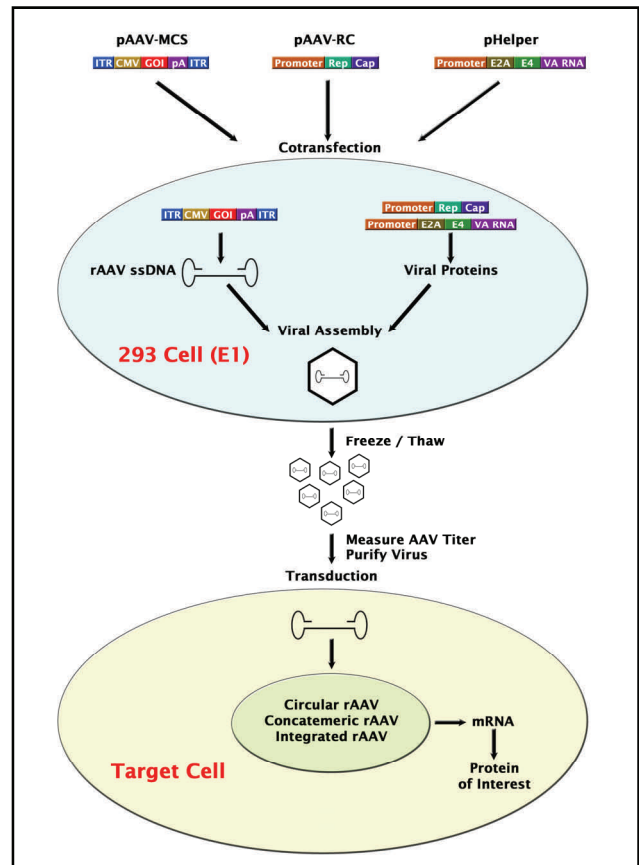 pAAV-MCS
pAAV-RC
pHelper
ITR CMV GOI pA ITR
Promoter Rep Cap
Promoter E2A E4 VA RNA
Cotransfection
ITR CMV GOI pA ITR
Promoter Rep Cap
Promoter E2A E4 VA RNA
rAAV ssDNA
Viral Proteins
Viral Assembly
293 Cell (E1)
Freeze / Thaw
Measure AAV Titer
Purify Virus
Transduction
Circular rAAV
Concatemeric rAAV
Integrated rAAV
mRNA
Protein
of Interest
Target Cell